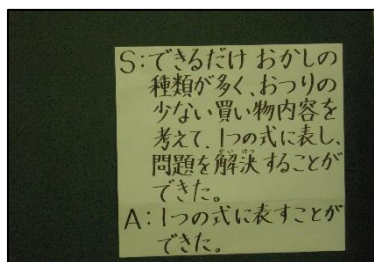 S:できるだけ おかしの
種類が多く、おつりの
少ない買い物内容を
考えて、1つの式に表し、
問題を解決することが
できた。
A:1つの式に表すことが
できた。